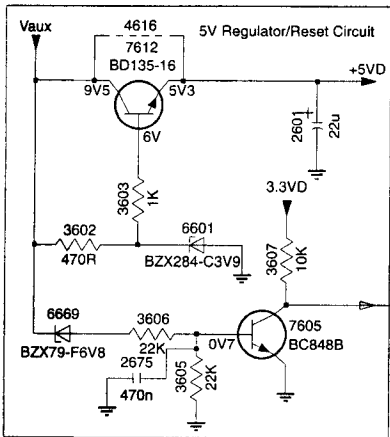 Vaux
4616
5V Regulator/Reset Circuit
7612
BD135-16
9V5
5V3
+5VD
6V
2601
+
22u
3603
1K
3.3VD
3602
470R
6601
BZX284-C3V9
3607
10K
6669
BZX79-F6V8
3606
22K
0V7
7605
BC848B
2675
470n
3605
22K